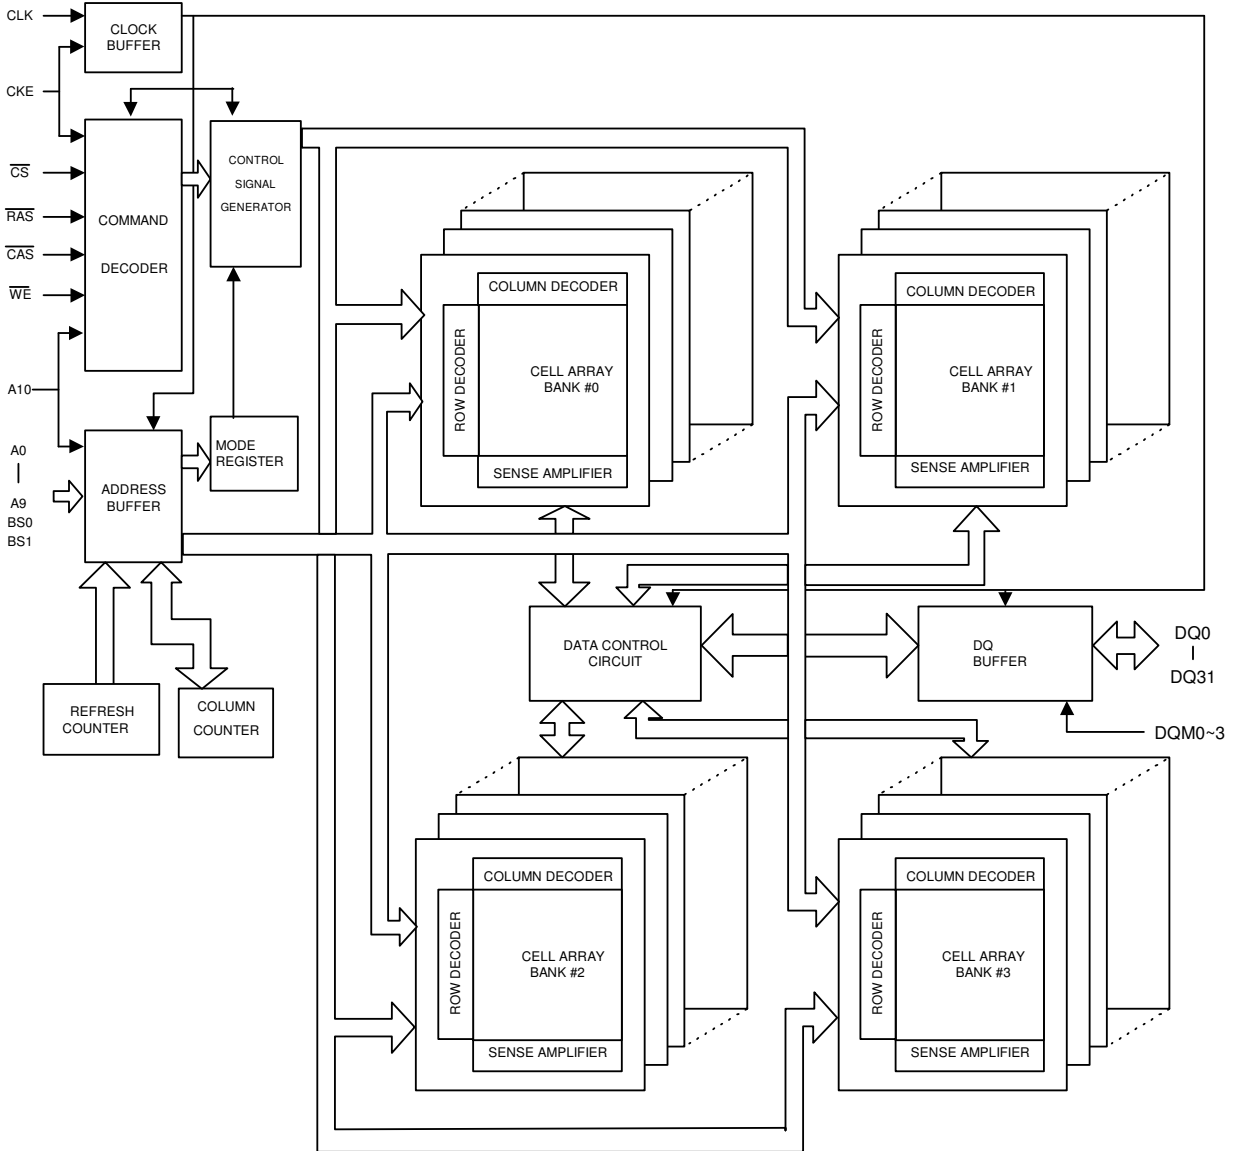 CLK
CLOCK
BUFFER
CKE
CS
RAS
CAS
WE
COMMAND
DECODER
CONTROL
SIGNAL
GENERATOR
A10
A0
A9
BS0
BS1
ADDRESS
BUFFER
MODE
REGISTER
REFRESH
COUNTER
COLUMN
COUNTER
COLUMN DECODER
ROW DECODER
CELL ARRAY
BANK #0
SENSE AMPLIFIER
COLUMN DECODER
ROW DECODER
CELL ARRAY
BANK #1
SENSE AMPLIFIER
DATA CONTROL
CIRCUIT
DQ
BUFFER
DQ0
DQ31
DQM0~3
COLUMN DECODER
ROW DECODER
CELL ARRAY
BANK #2
SENSE AMPLIFIER
COLUMN DECODER
ROW DECODER
CELL ARRAY
BANK #3
SENSE AMPLIFIER